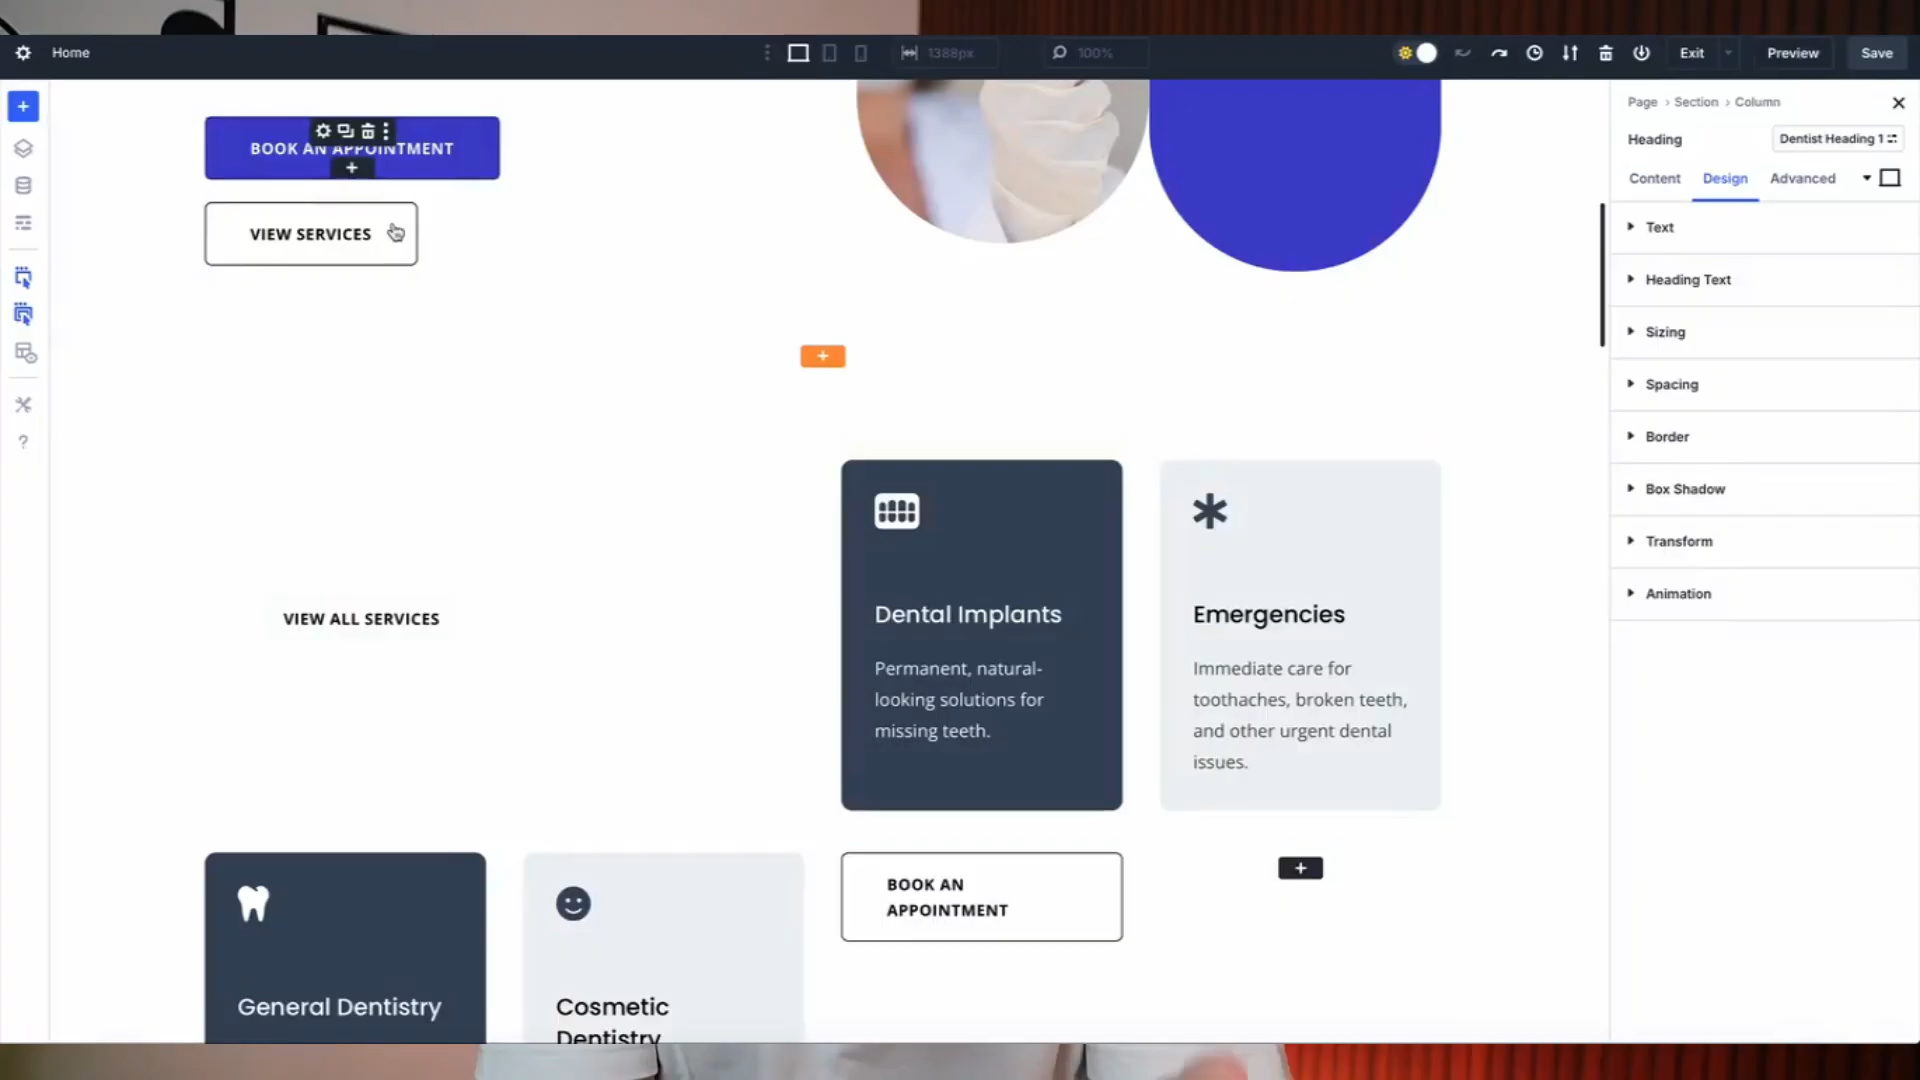 Home
1388px
100%
Exit
Preview
Save
Page > Section > Column
Heading
Dentist Heading 1
Content
Design
Advanced
Text
Heading Text
Sizing
Spacing
Border
Box Shadow
Transform
Animation
BOOK AN APPOINTMENT
VIEW SERVICES
VIEW ALL SERVICES
Dental Implants
Permanent, natural-
looking solutions for
missing teeth.
Emergencies
Immediate care for
toothaches, broken teeth,
and other urgent dental
issues.
BOOK AN
APPOINTMENT
General Dentistry
Cosmetic
Dentistry